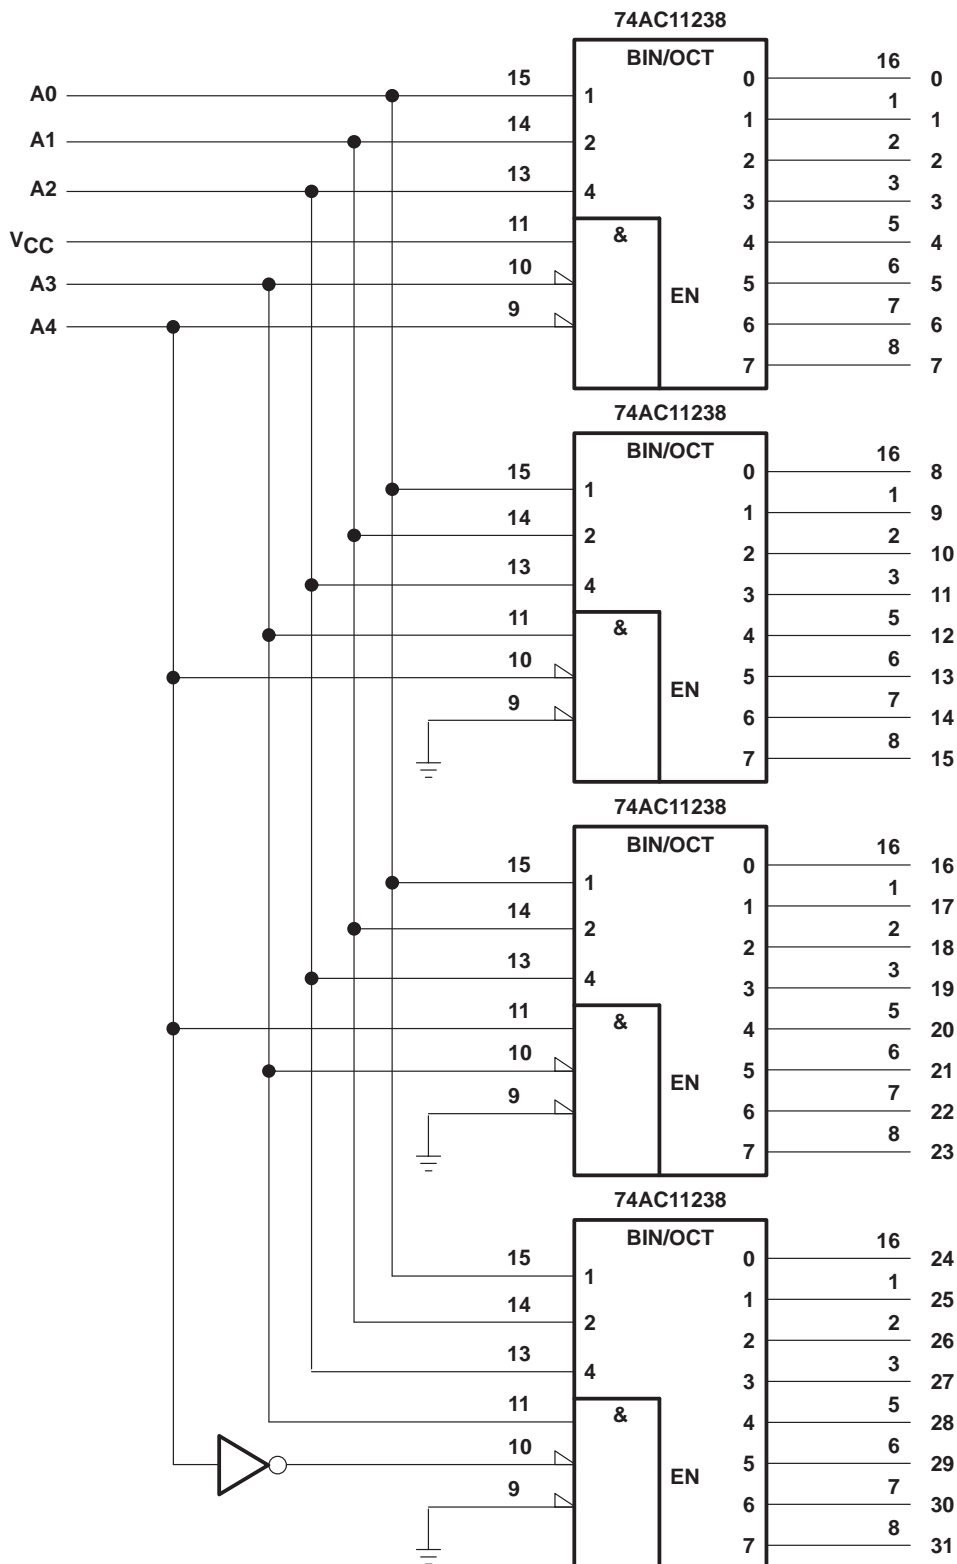 74AC11238
BIN/OCT
A0 15 1 0 16 0
A1 14 2 1 1 1
A2 13 4 2 2 2
3 3 3
VCC 11 & 4 5 4
A3 10 5 6 5
EN
A4 9 6 7 6
7 8 7
74AC11238
BIN/OCT
15 1 0 16 8
14 2 1 1 9
13 4 2 2 10
3 3 11
11 & 4 5 12
10 5 6 13
EN
9 6 7 14
7 8 15
74AC11238
BIN/OCT
15 1 0 16 16
14 2 1 1 17
13 4 2 2 18
3 3 19
11 & 4 5 20
10 5 6 21
EN
9 6 7 22
7 8 23
74AC11238
BIN/OCT
15 1 0 16 24
14 2 1 1 25
13 4 2 2 26
3 3 27
11 & 4 5 28
10 5 6 29
EN
9 6 7 30
7 8 31